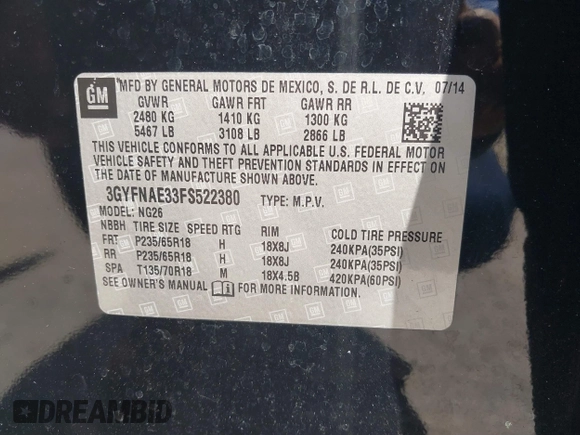 GM
MFD BY GENERAL MOTORS DE MEXICO, S. DE R.L. DE C.V. 07/14
GVWR GAWR FRT GAWR RR
2480 KG 1410 KG 1300 KG
5467 LB 3108 LB 2866 LB
THIS VEHICLE CONFORMS TO ALL APPLICABLE U.S. FEDERAL MOTOR
VEHICLE SAFETY AND THEFT PREVENTION STANDARDS IN EFFECT ON
THE DATE OF MANUFACTURE SHOWN ABOVE.
3GYFNAE33FS522380 TYPE: M.P.V.
MODEL: NG26
NBBH TIRE SIZE SPEED RTG RIM COLD TIRE PRESSURE
FRT P235/65R18 H 18X8J 240KPA(35PSI)
RR P235/65R18 H 18X8J 240KPA(35PSI)
SPA T135/70R18 M 18X4.5B 420KPA(60PSI)
SEE OWNER'S MANUAL FOR MORE INFORMATION.
DREAMBID